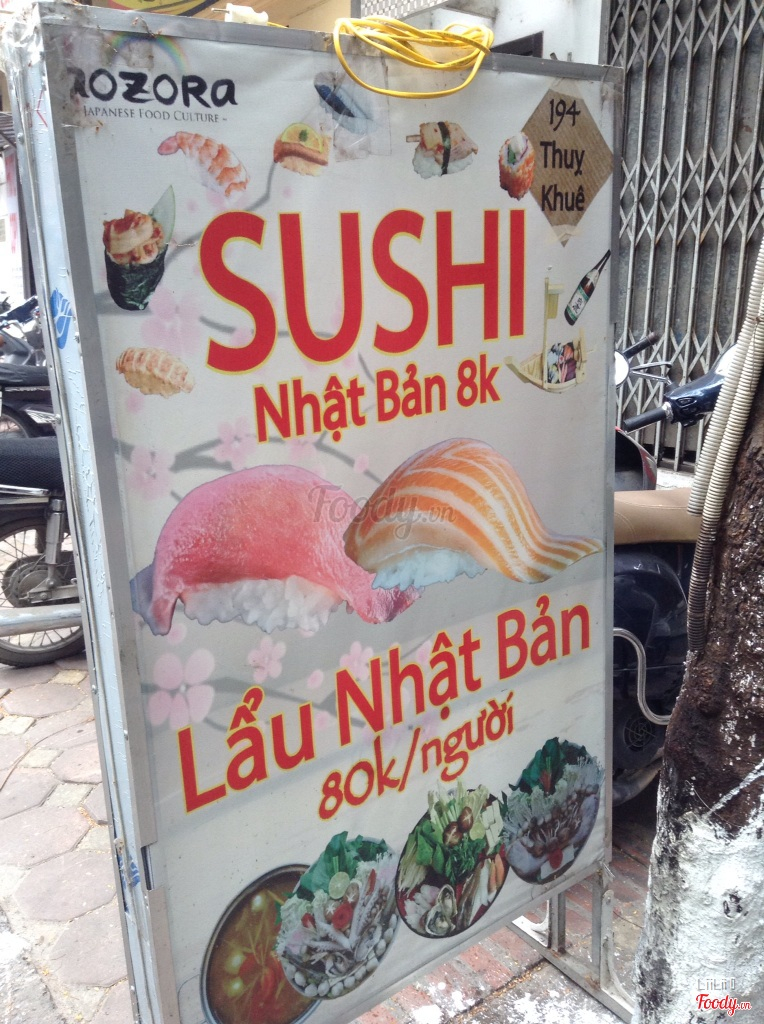 AOZORA
JAPANESE FOOD CULTURE
194
Thuỵ
Khuê
SUSHI
Nhật Bản 8k
Foody.vn
Lẩu Nhật Bản
80k/người
LiiLii
Foody.vn